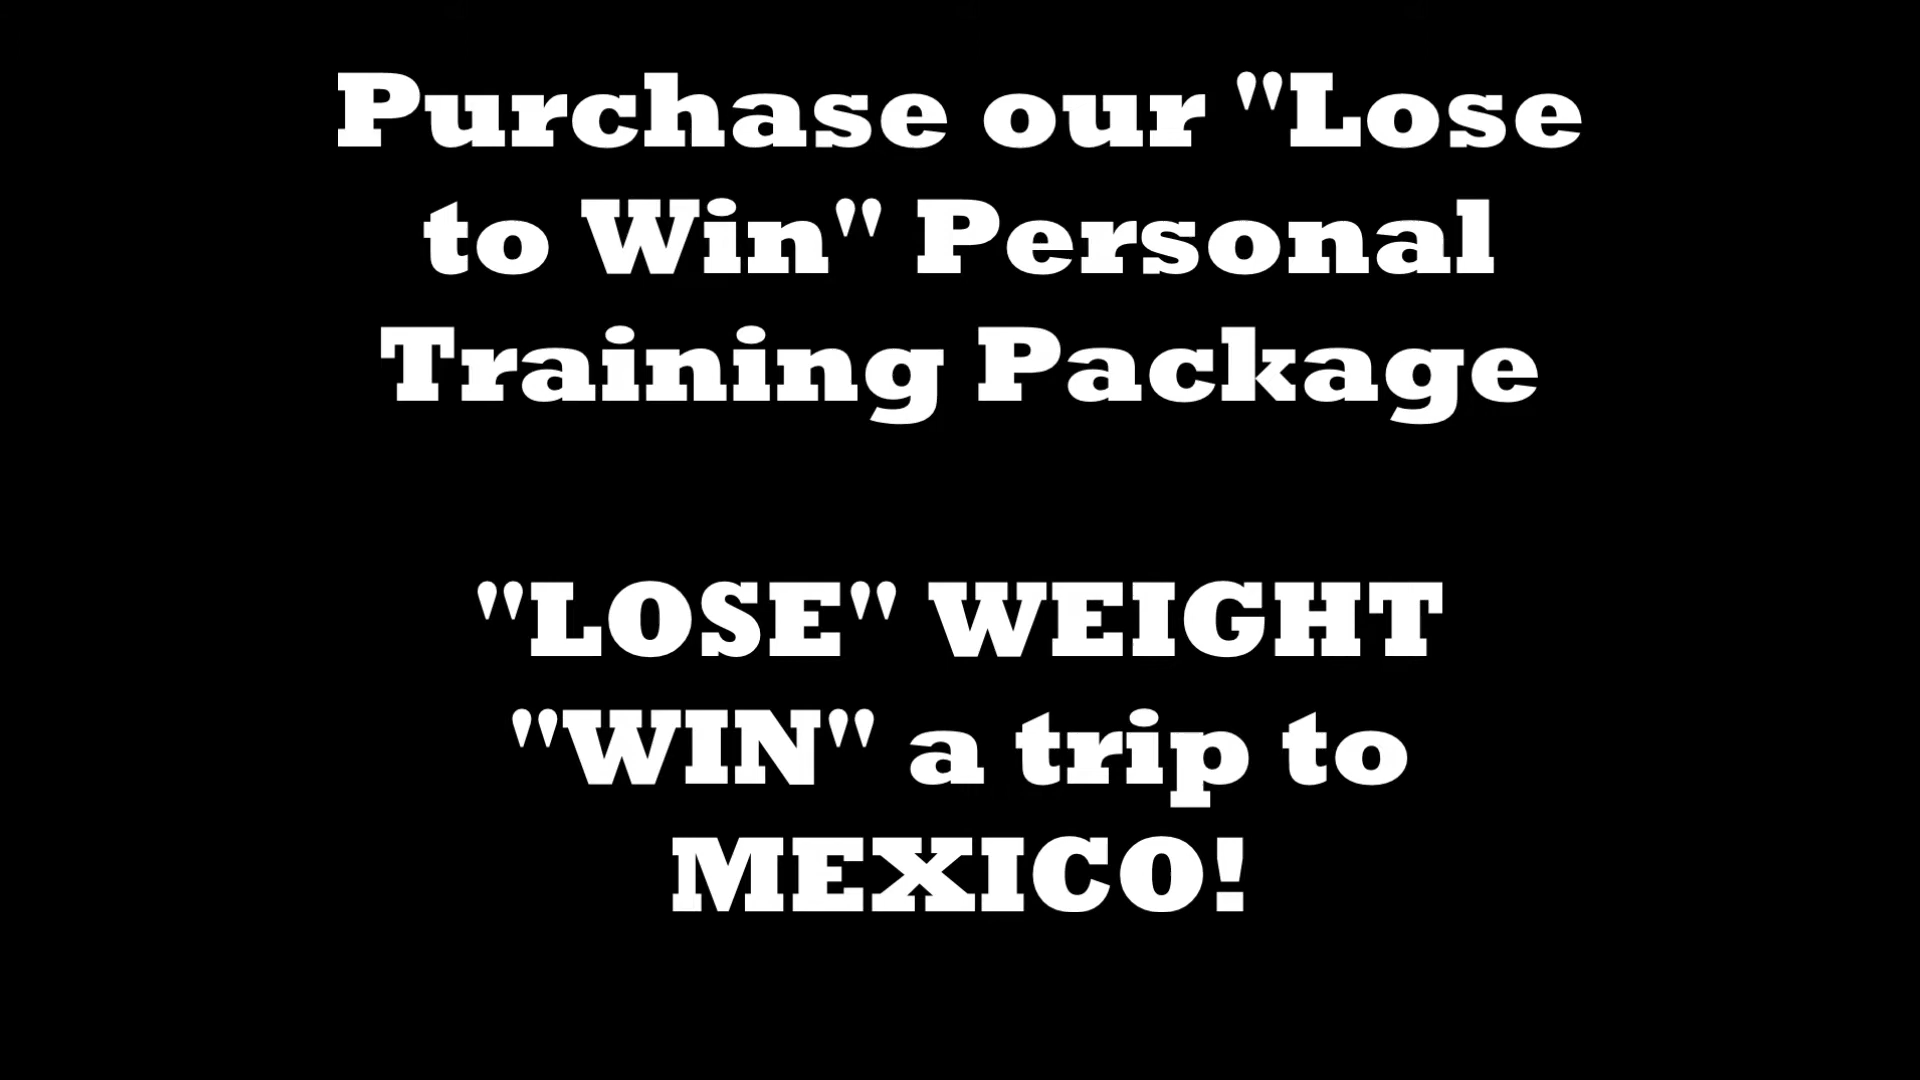 Purchase our "Lose
to Win" Personal
Training Package
"LOSE" WEIGHT
"WIN" a trip to
MEXICO!